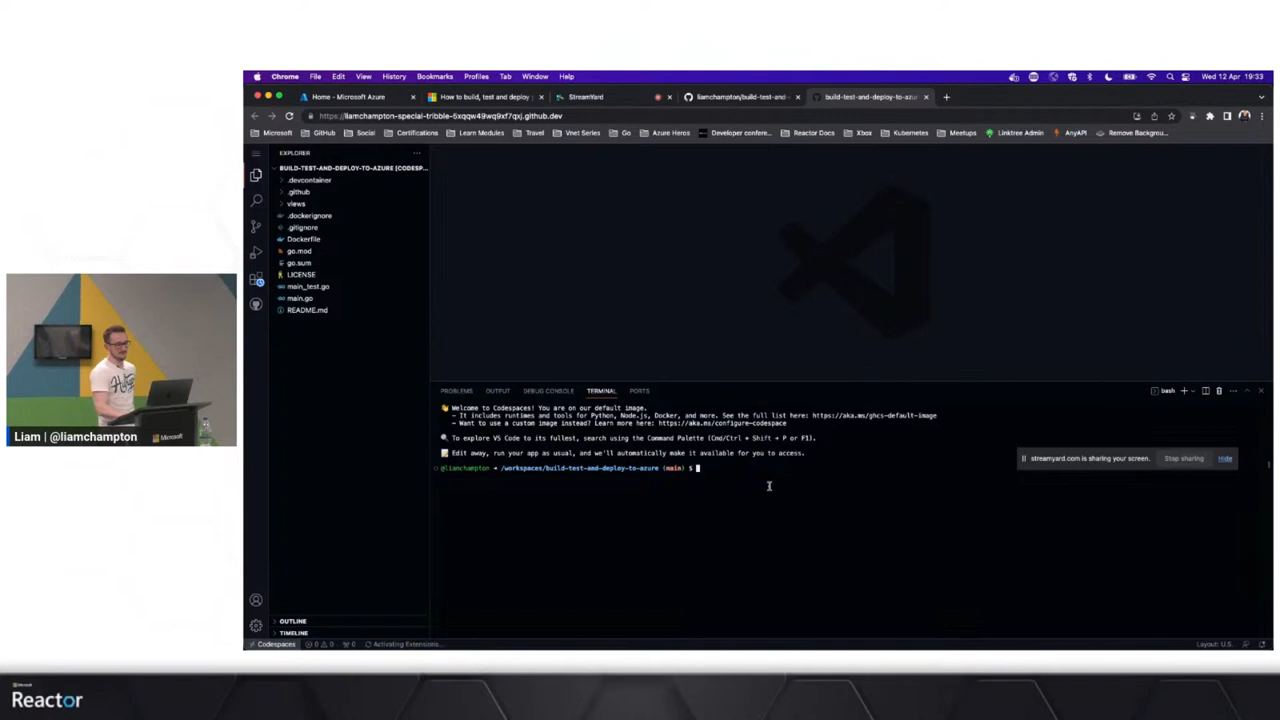 Chrome File Edit View History Bookmarks Profiles Tab Window Help Wed 12 Apr 19:33
Home - Microsoft Azure × How to build, test and deploy × StreamYard × liamchampton/build-test-and- × build-test-and-deploy-to-azure ×
https://liamchampton-special-tribble-5xqqw49wq9xf7qxj.github.dev
Microsoft GitHub Social Certifications Learn Modules Travel Vnet Series Go Azure Heros Developer confere... Reactor Docs Xbox Kubernetes Meetups Linktree Admin AnyAPI Remove Backgrou...
EXPLORER
BUILD-TEST-AND-DEPLOY-TO-AZURE [CODESP...
.devcontainer
.github
views
.dockerignore
.gitignore
Dockerfile
go.mod
go.sum
LICENSE
main_test.go
main.go
README.md
OUTLINE
TIMELINE
PROBLEMS OUTPUT DEBUG CONSOLE TERMINAL PORTS bash
Welcome to Codespaces! You are on our default image.
- It includes runtimes and tools for Python, Node.js, Docker, and more. See the full list here: https://aka.ms/ghcs-default-image
- Want to use a custom image instead? Learn more here: https://aka.ms/configure-codespace
To explore VS Code to its fullest, search using the Command Palette (Cmd/Ctrl + Shift + P or F1).
Edit away, run your app as usual, and we'll automatically make it available for you to access.
@liamchampton → /workspaces/build-test-and-deploy-to-azure (main) $
streamyard.com is sharing your screen. Stop sharing Hide
Codespaces 0 0 0 Activating Extensions... Layout: U.S.
Liam | @liamchampton
Microsoft
Microsoft
Reactor